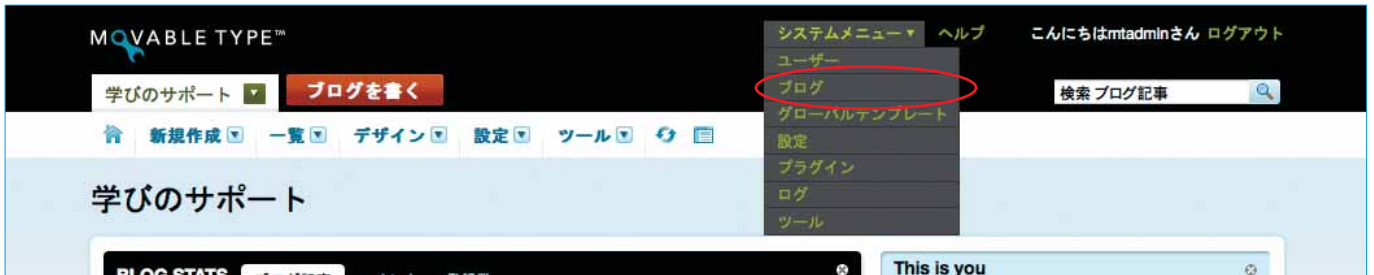 MOVABLE TYPE™
システムメニュー▼ ヘルプ こんにちはmtadminさん ログアウト
ユーザー
ブログ
グローバルテンプレート
設定
プラグイン
ログ
ツール
学びのサポート ブログを書く
検索 ブログ記事
新規作成 一覧 デザイン 設定 ツール
学びのサポート
BLOG STATS
This is you